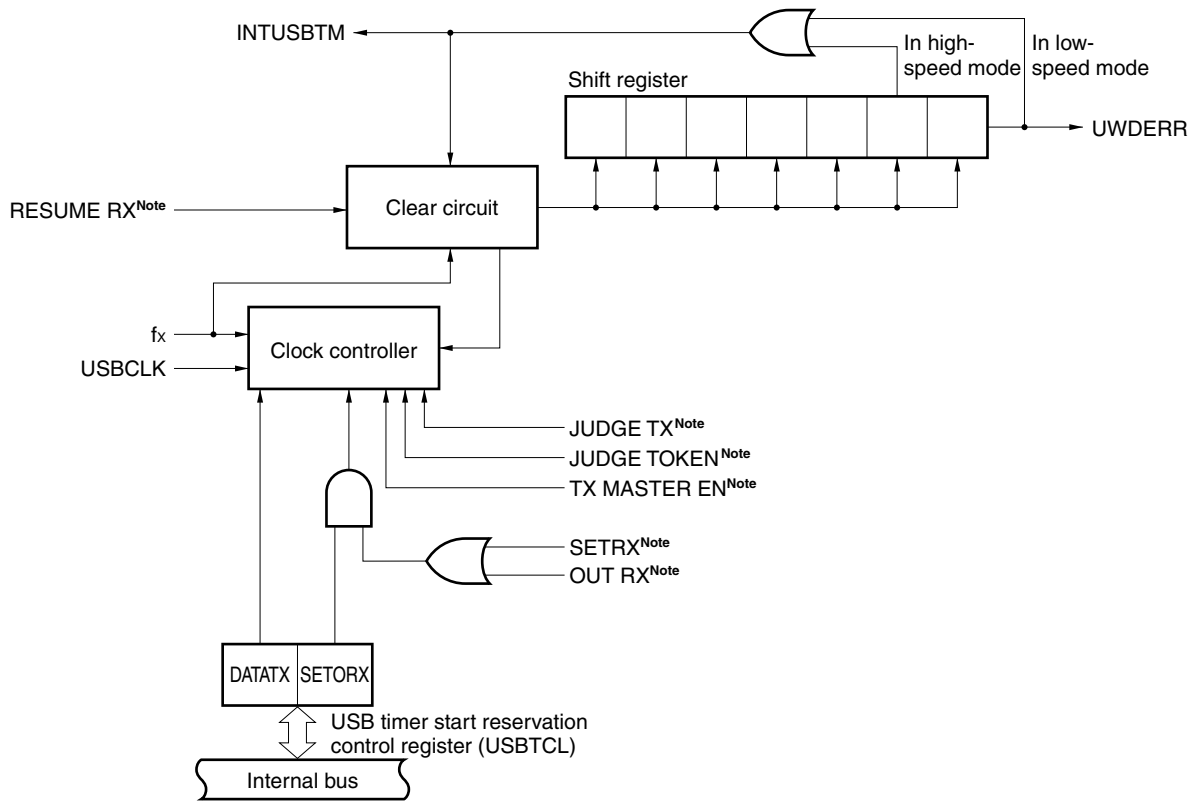 INTUSBTM
In high-
speed mode
In low-
speed mode
Shift register
UWDERR
RESUME RXNote
Clear circuit
fX
USBCLK
Clock controller
JUDGE TXNote
JUDGE TOKENNote
TX MASTER ENNote
SETRXNote
OUT RXNote
DATATX
SETORX
USB timer start reservation
control register (USBTCL)
Internal bus